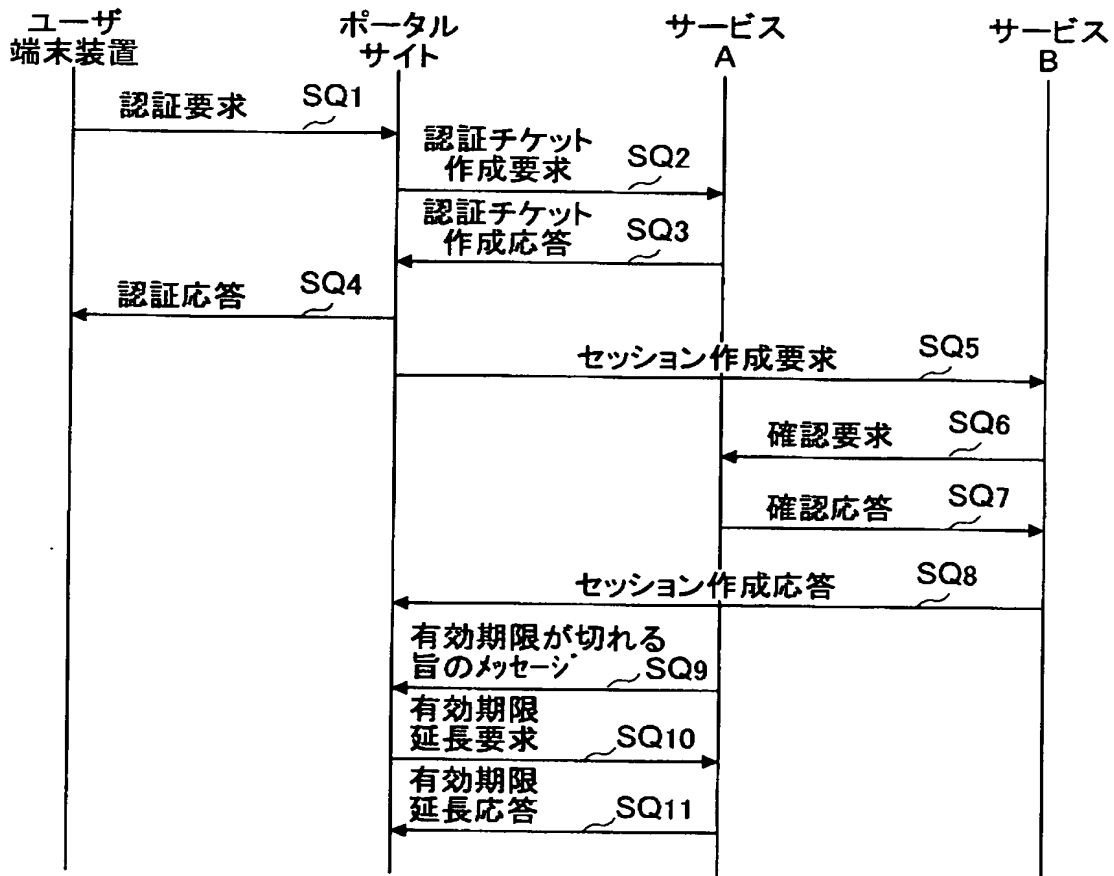 ユーザ
端末装置
ポータル
サイト
サービス
A
サービス
B
認証要求
SQ1
認証チケット
作成要求
SQ2
認証チケット
作成応答
SQ3
認証応答
SQ4
セッション作成要求
SQ5
確認要求
SQ6
確認応答
SQ7
セッション作成応答
SQ8
有効期限が切れる
旨のメッセージ
SQ9
有効期限
延長要求
SQ10
有効期限
延長応答
SQ11